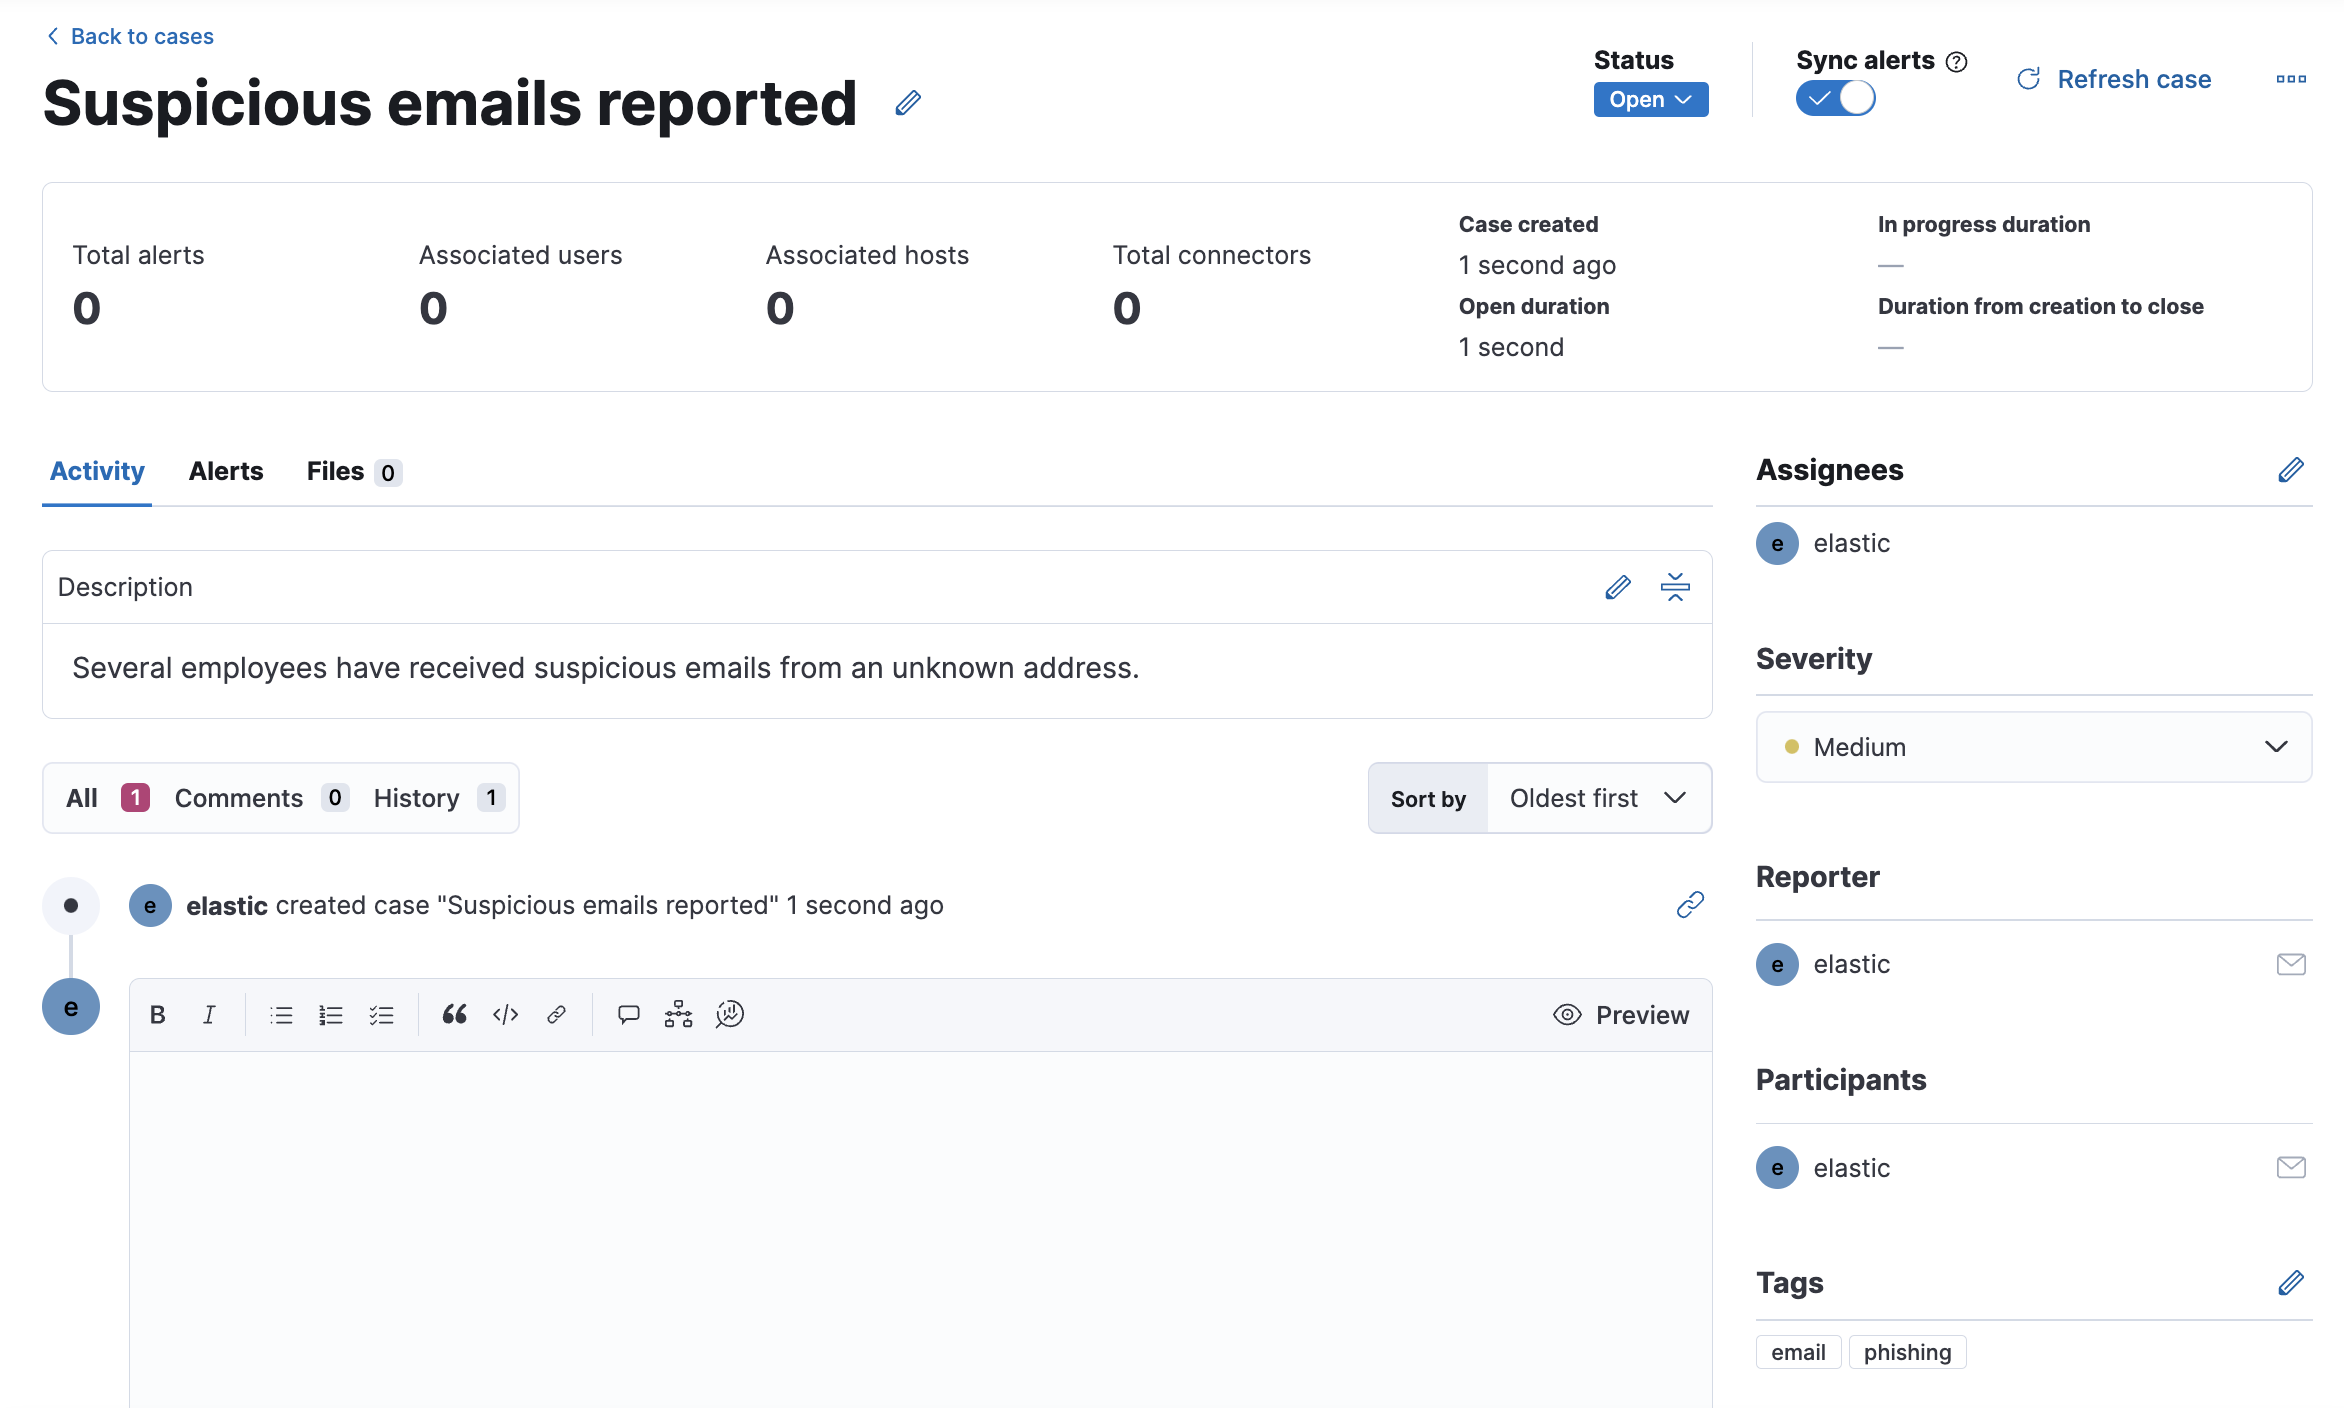 Back to cases
Suspicious emails reported
Status
Open
Sync alerts
Refresh case
Total alerts
0
Associated users
0
Associated hosts
0
Total connectors
0
Case created
1 second ago
Open duration
1 second
In progress duration
—
Duration from creation to close
—
Activity Alerts Files 0
Description
Several employees have received suspicious emails from an unknown address.
All 1 Comments 0 History 1
Sort by Oldest first
e elastic created case "Suspicious emails reported" 1 second ago
e
B I Preview
Assignees
e elastic
Severity
Medium
Reporter
e elastic
Participants
e elastic
Tags
email phishing